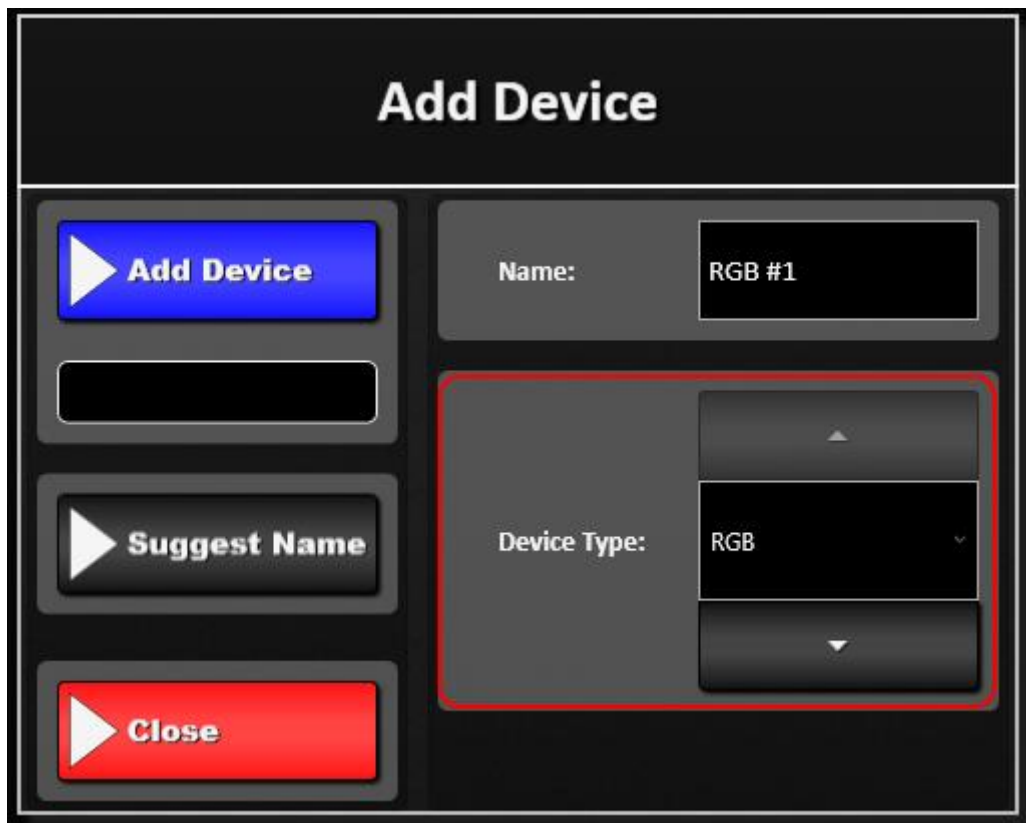 Add Device
Add Device
Suggest Name
Close
Name:
RGB #1
Device Type:
RGB